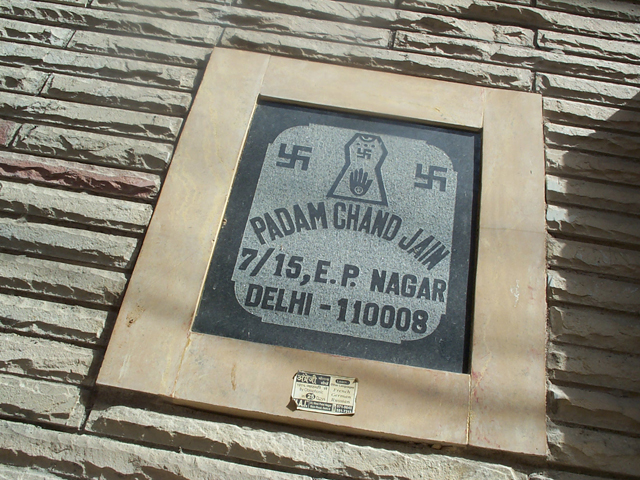 PADAM CHAND JAIN
7/15, E.P. NAGAR
DELHI - 110008